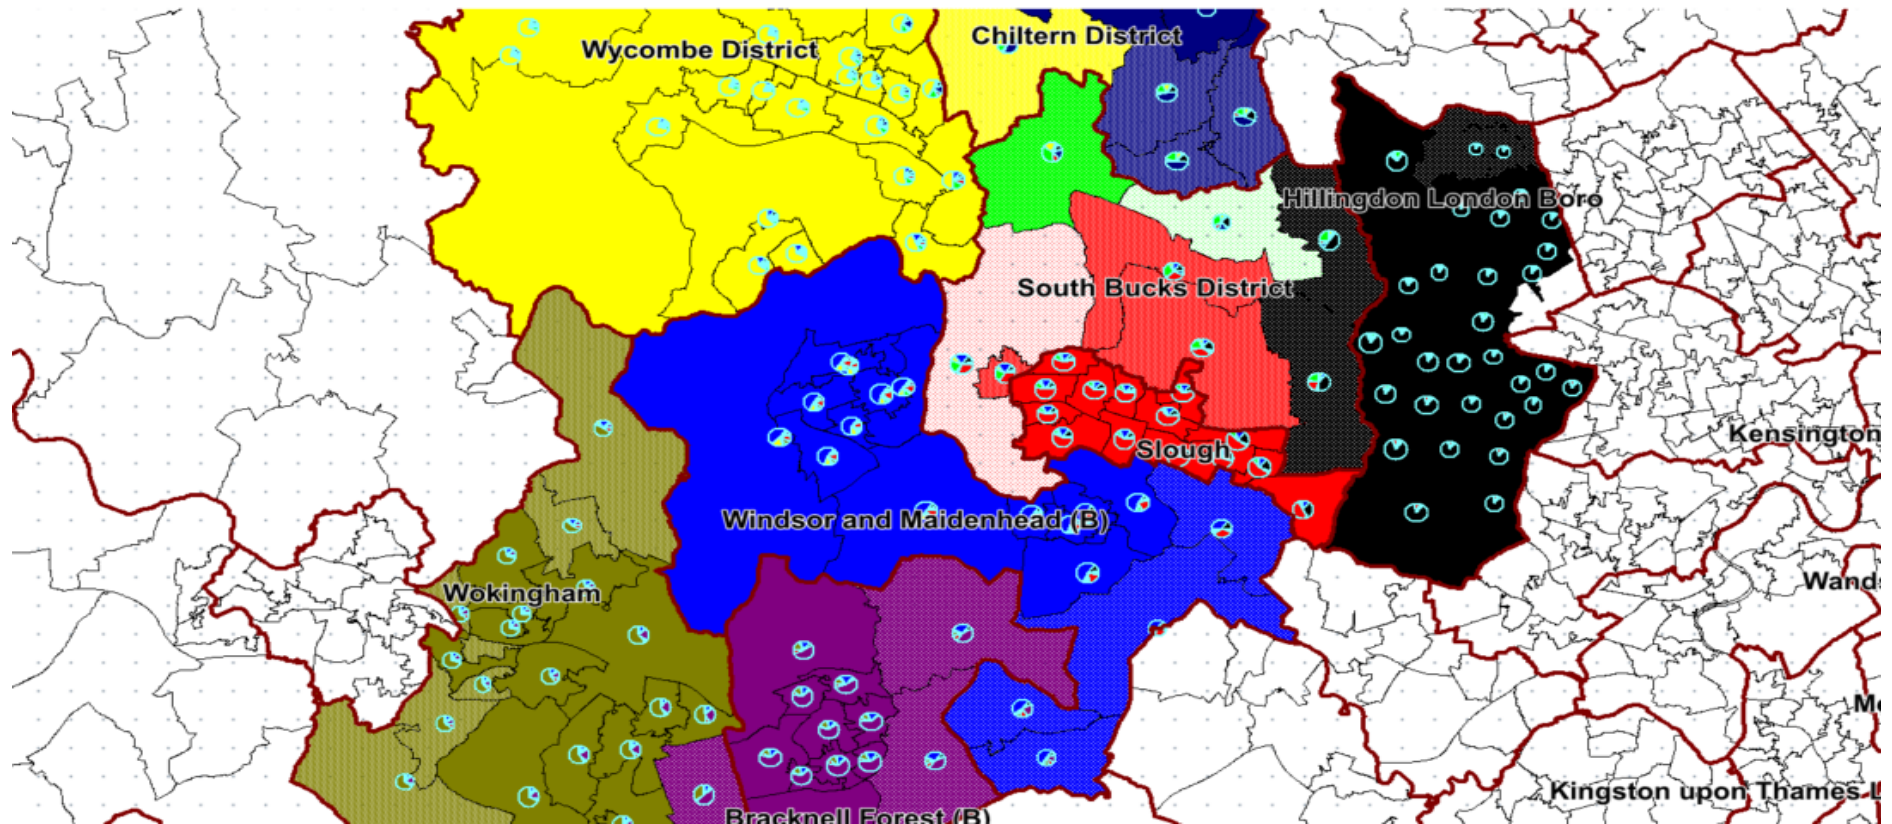 Chiltern District
Wycombe District
Hillingdon London Boro
South Bucks District
Kensington
Slough
Windsor and Maidenhead (B)
Wands
Wokingham
Me
Kingston upon Thames L
Bracknell Forest (B)